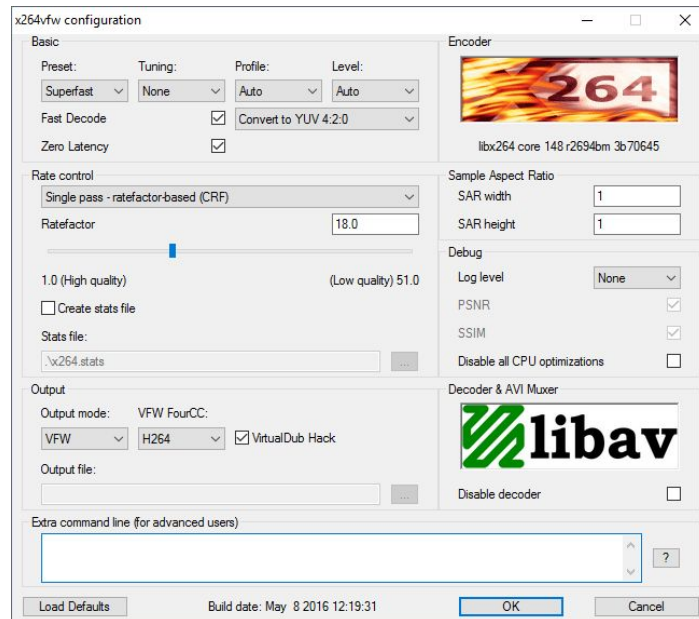 x264vfw configuration
Basic
Preset: Tuning: Profile: Level:
Superfast None Auto Auto
Fast Decode Convert to YUV 4:2:0
Zero Latency
Encoder
264
libx264 core 148 r2694bm 3b70645
Rate control
Single pass - ratefactor-based (CRF)
Ratefactor 18.0
1.0 (High quality) (Low quality) 51.0
Create stats file
Stats file:
.\x264.stats ...
Sample Aspect Ratio
SAR width 1
SAR height 1
Debug
Log level None
PSNR
SSIM
Disable all CPU optimizations
Output
Output mode: VFW FourCC:
VFW H264 VirtualDub Hack
Output file:
...
Decoder & AVI Muxer
libav
Disable decoder
Extra command line (for advanced users)
?
Load Defaults Build date: May 8 2016 12:19:31 OK Cancel